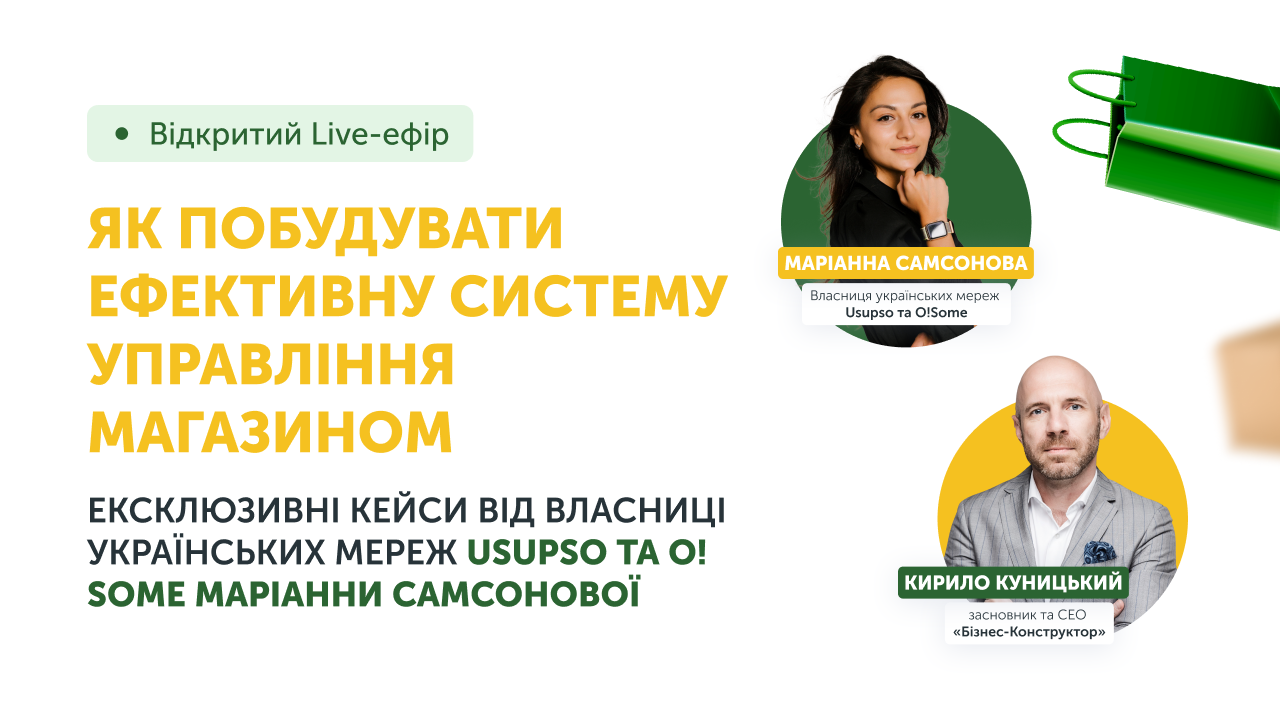 Відкритий Live-ефір
ЯК ПОБУДУВАТИ
ЕФЕКТИВНУ СИСТЕМУ
УПРАВЛІННЯ
МАГАЗИНОМ
ЕКСКЛЮЗИВНІ КЕЙСИ ВІД ВЛАСНИЦІ
УКРАЇНСЬКИХ МЕРЕЖ USUPSO ТА O!
SOME МАРІАННИ САМСОНОВОЇ
МАРІАННА САМСОНОВА
Власниця українських мереж
Usupso та O!Some
КИРИЛО КУНИЦЬКИЙ
засновник та CEO
«Бізнес-Конструктор»